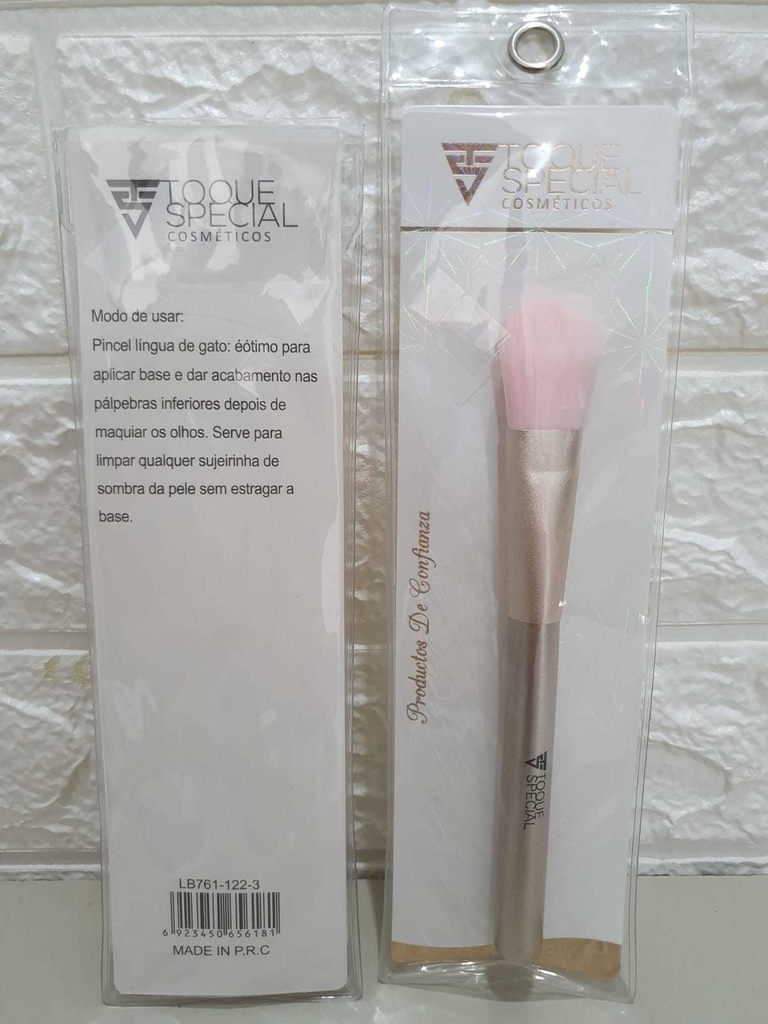 TOQUE
SPECIAL
COSMÉTICOS
Modo de usar:
Pincel língua de gato: éótimo para
aplicar base e dar acabamento nas
pálpebras inferiores depois de
maquiar os olhos. Serve para
limpar qualquer sujeirinha de
sombra da pele sem estragar a
base.
LB761-122-3
6 923450 656181
MADE IN P.R.C
TOQUE
SPECIAL
COSMÉTICOS
Productos De Confianza
TOQUE
SPECIAL